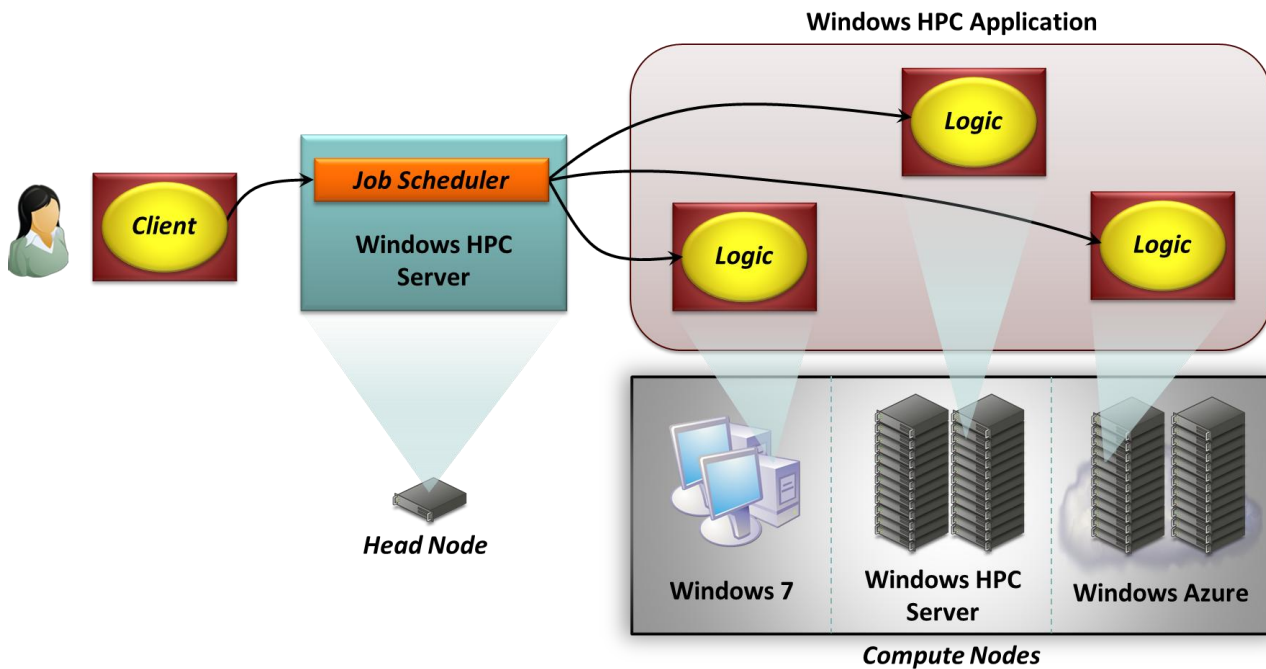 Windows HPC Application
Logic
Job Scheduler
Client
Windows HPC
Server
Logic
Logic
Head Node
Windows 7
Windows HPC
Server
Windows Azure
Compute Nodes